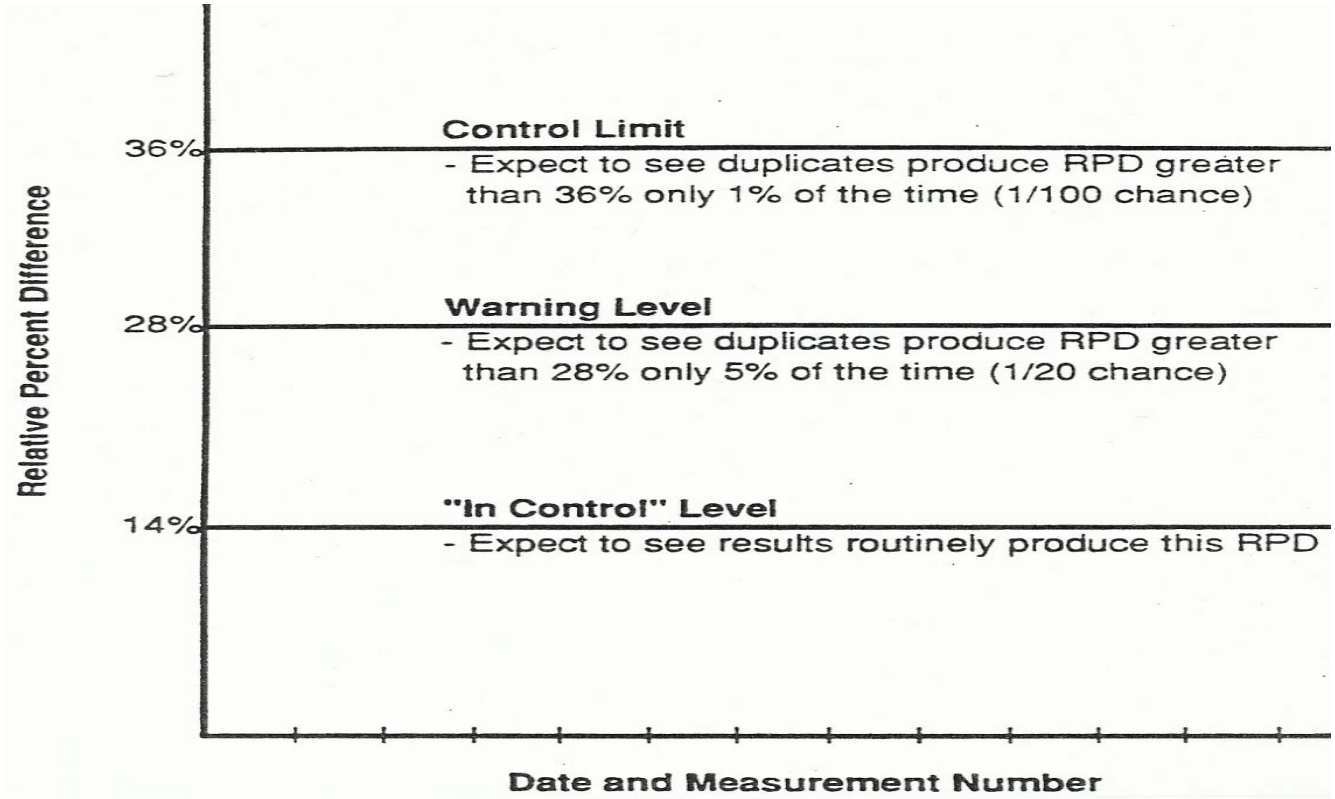 Control Limit
36%
- Expect to see duplicates produce RPD greater
than 36% only 1% of the time (1/100 chance)
Relative Percent Difference
Warning Level
28%
- Expect to see duplicates produce RPD greater
than 28% only 5% of the time (1/20 chance)
"In Control" Level
14%
- Expect to see results routinely produce this RPD
Date and Measurement Number